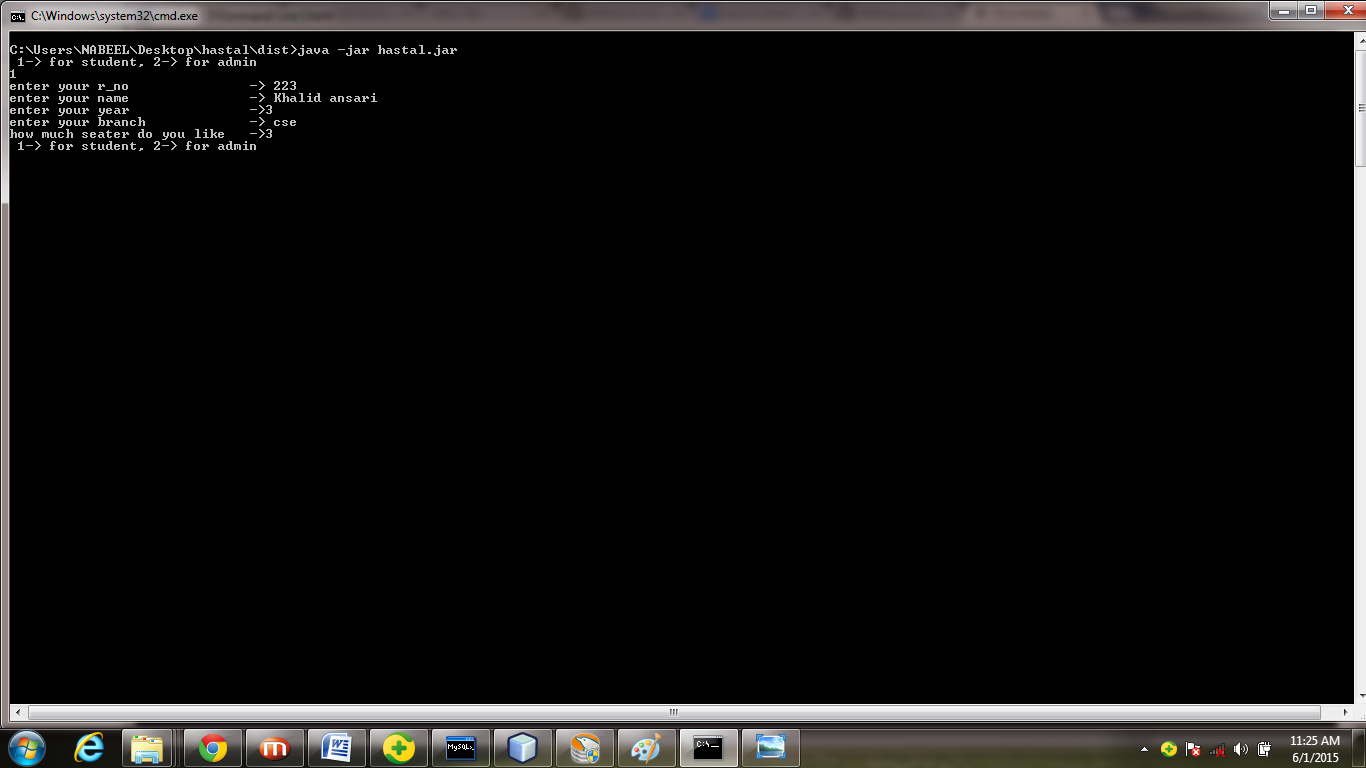 C:\Windows\system32\cmd.exe
C:\Users\NABEEL\Desktop\hastal\dist>java -jar hastal.jar
1-> for student, 2-> for admin
1
enter your r_no -> 223
enter your name -> Khalid ansari
enter your year ->3
enter your branch -> cse
how much seater do you like ->3
1-> for student, 2-> for admin
11:25 AM
6/1/2015